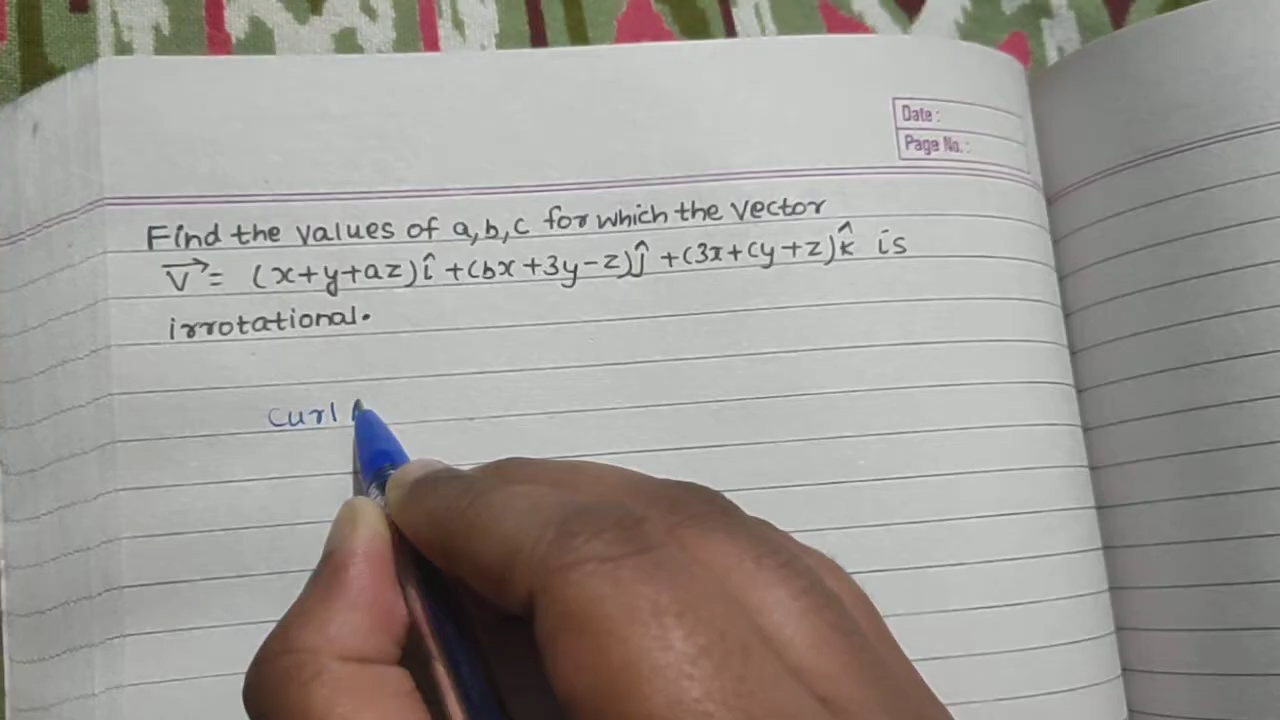 Date:
Page No.:
Find the values of a,b,c for which the vector
V⃗ = (x+y+az)î +(bx+3y-z)ĵ +(3x+cy+z)k̂ is
irrotational.
curl